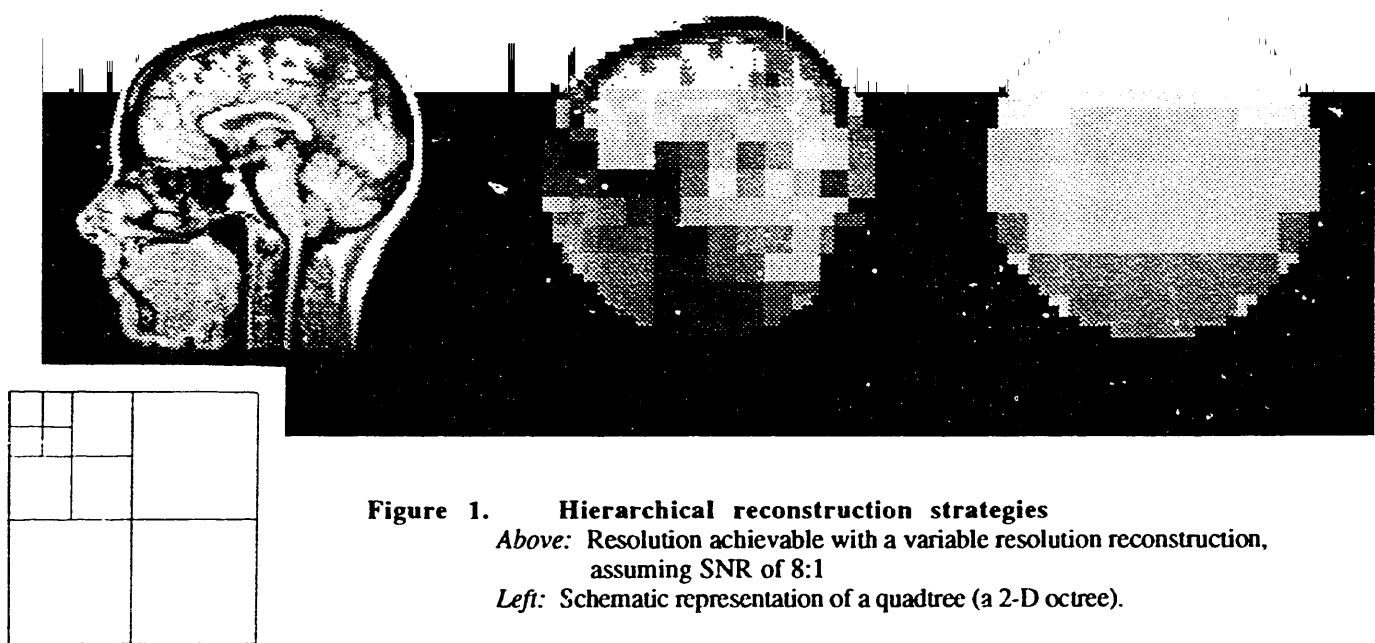 Figure 1. Hierarchical reconstruction strategies
Above: Resolution achievable with a variable resolution reconstruction,
assuming SNR of 8:1
Left: Schematic representation of a quadtree (a 2-D octree).